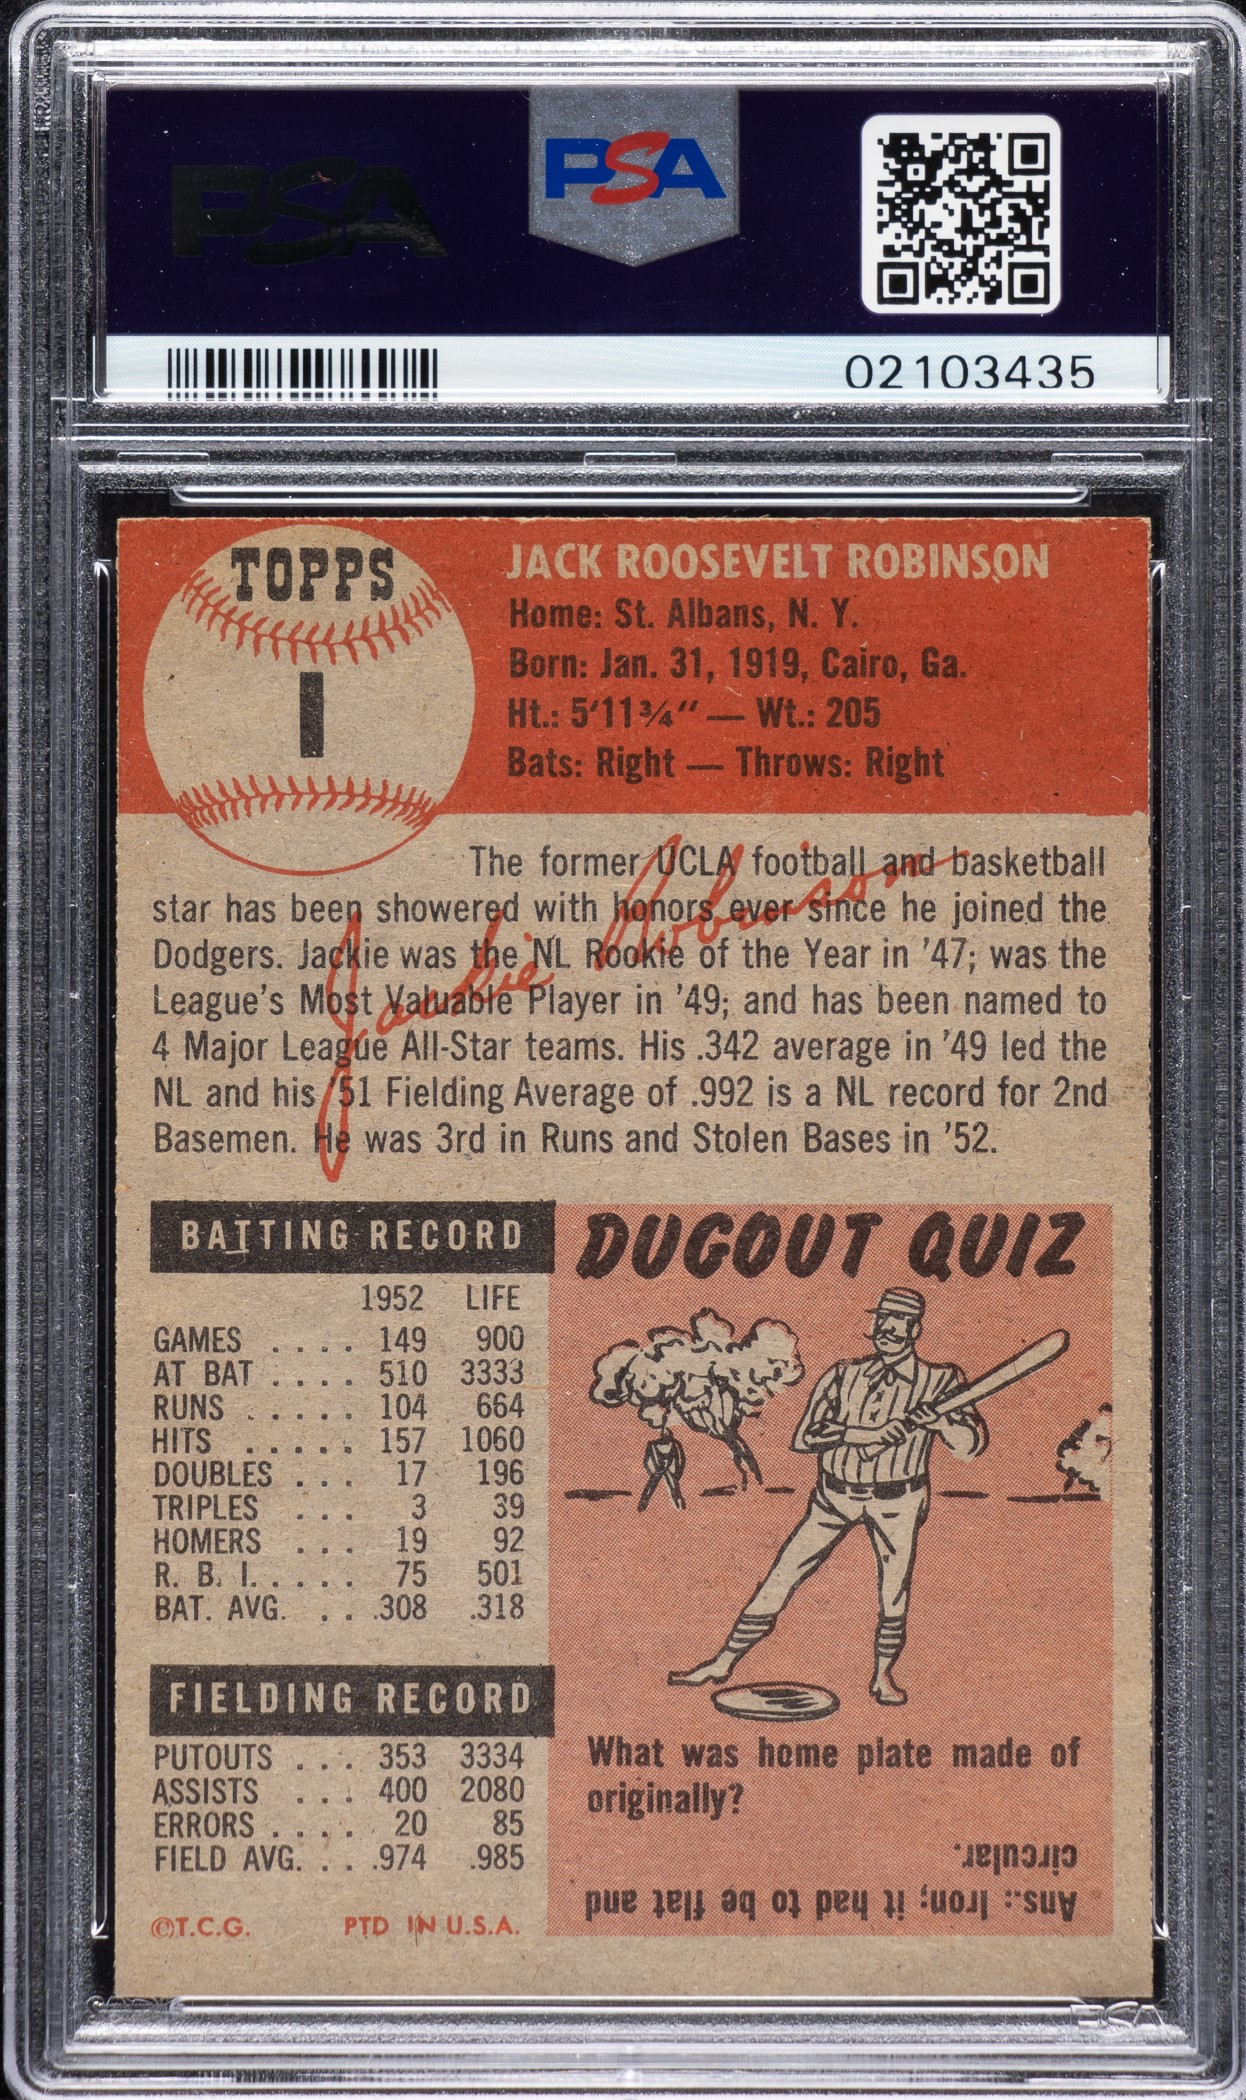 PSA
PSA
02103435
TOPPS
1
JACK ROOSEVELT ROBINSON
Home: St. Albans, N. Y.
Born: Jan. 31, 1919, Cairo, Ga.
Ht.: 5'11¾" — Wt.: 205
Bats: Right — Throws: Right
The former UCLA football and basketball
star has been showered with honors ever since he joined the
Dodgers. Jackie was the NL Rookie of the Year in '47; was the
League's Most Valuable Player in '49; and has been named to
4 Major League All-Star teams. His .342 average in '49 led the
NL and his '51 Fielding Average of .992 is a NL record for 2nd
Basemen. He was 3rd in Runs and Stolen Bases in '52.
Jackie Robinson
BATTING RECORD
1952 LIFE
GAMES . . . . 149 900
AT BAT . . . . 510 3333
RUNS . . . . . 104 664
HITS . . . . . 157 1060
DOUBLES . . . 17 196
TRIPLES . . . 3 39
HOMERS . . . 19 92
R. B. I. . . . . 75 501
BAT. AVG. . . .308 .318
FIELDING RECORD
PUTOUTS . . . 353 3334
ASSISTS . . . 400 2080
ERRORS . . . . 20 85
FIELD AVG. . . .974 .985
©T.C.G. PTD IN U.S.A.
DUGOUT QUIZ
What was home plate made of
originally?
Ans.: Iron; it had to be flat and
circular.
PSA